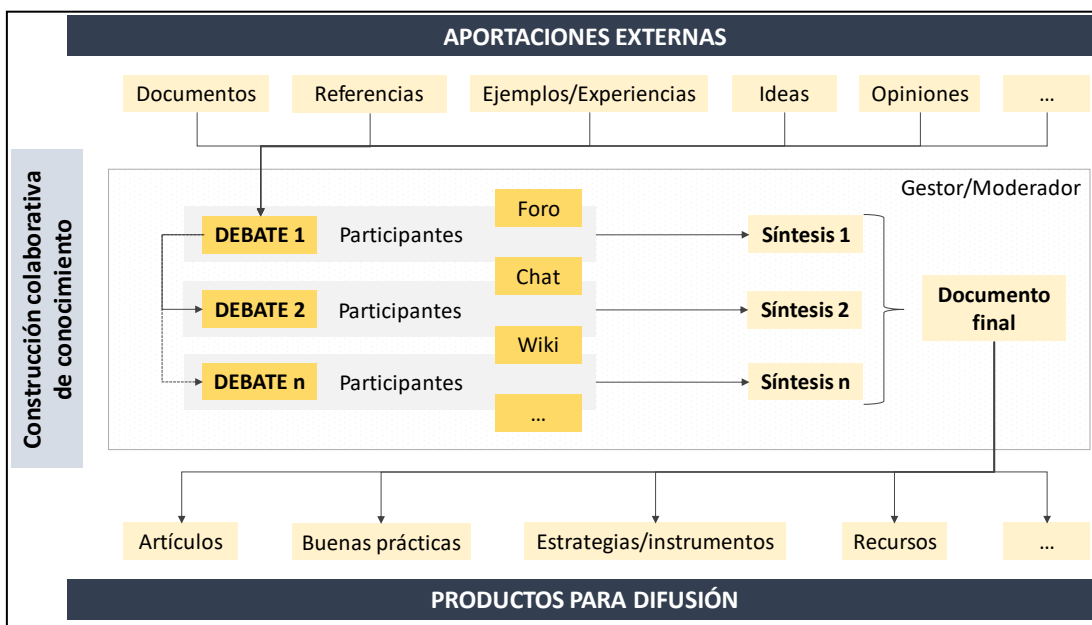 APORTACIONES EXTERNAS
Documentos
Referencias
Ejemplos/Experiencias
Ideas
Opiniones
...
Construcción colaborativa
de conocimiento
Gestor/Moderador
Foro
DEBATE 1
Participantes
Síntesis 1
Chat
DEBATE 2
Participantes
Síntesis 2
Documento
final
Wiki
DEBATE n
Participantes
Síntesis n
...
Artículos
Buenas prácticas
Estrategias/instrumentos
Recursos
...
PRODUCTOS PARA DIFUSIÓN